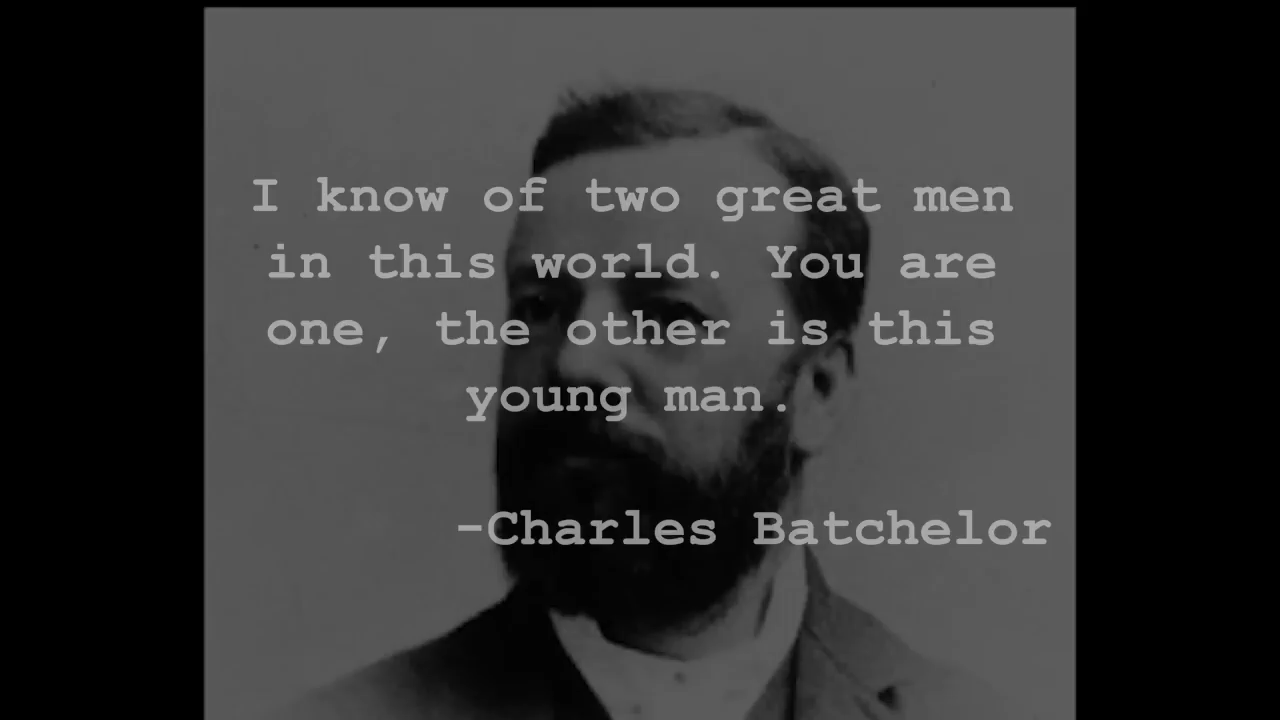 I know of two great men
in this world. You are
one, the other is this
young man.
-Charles Batchelor